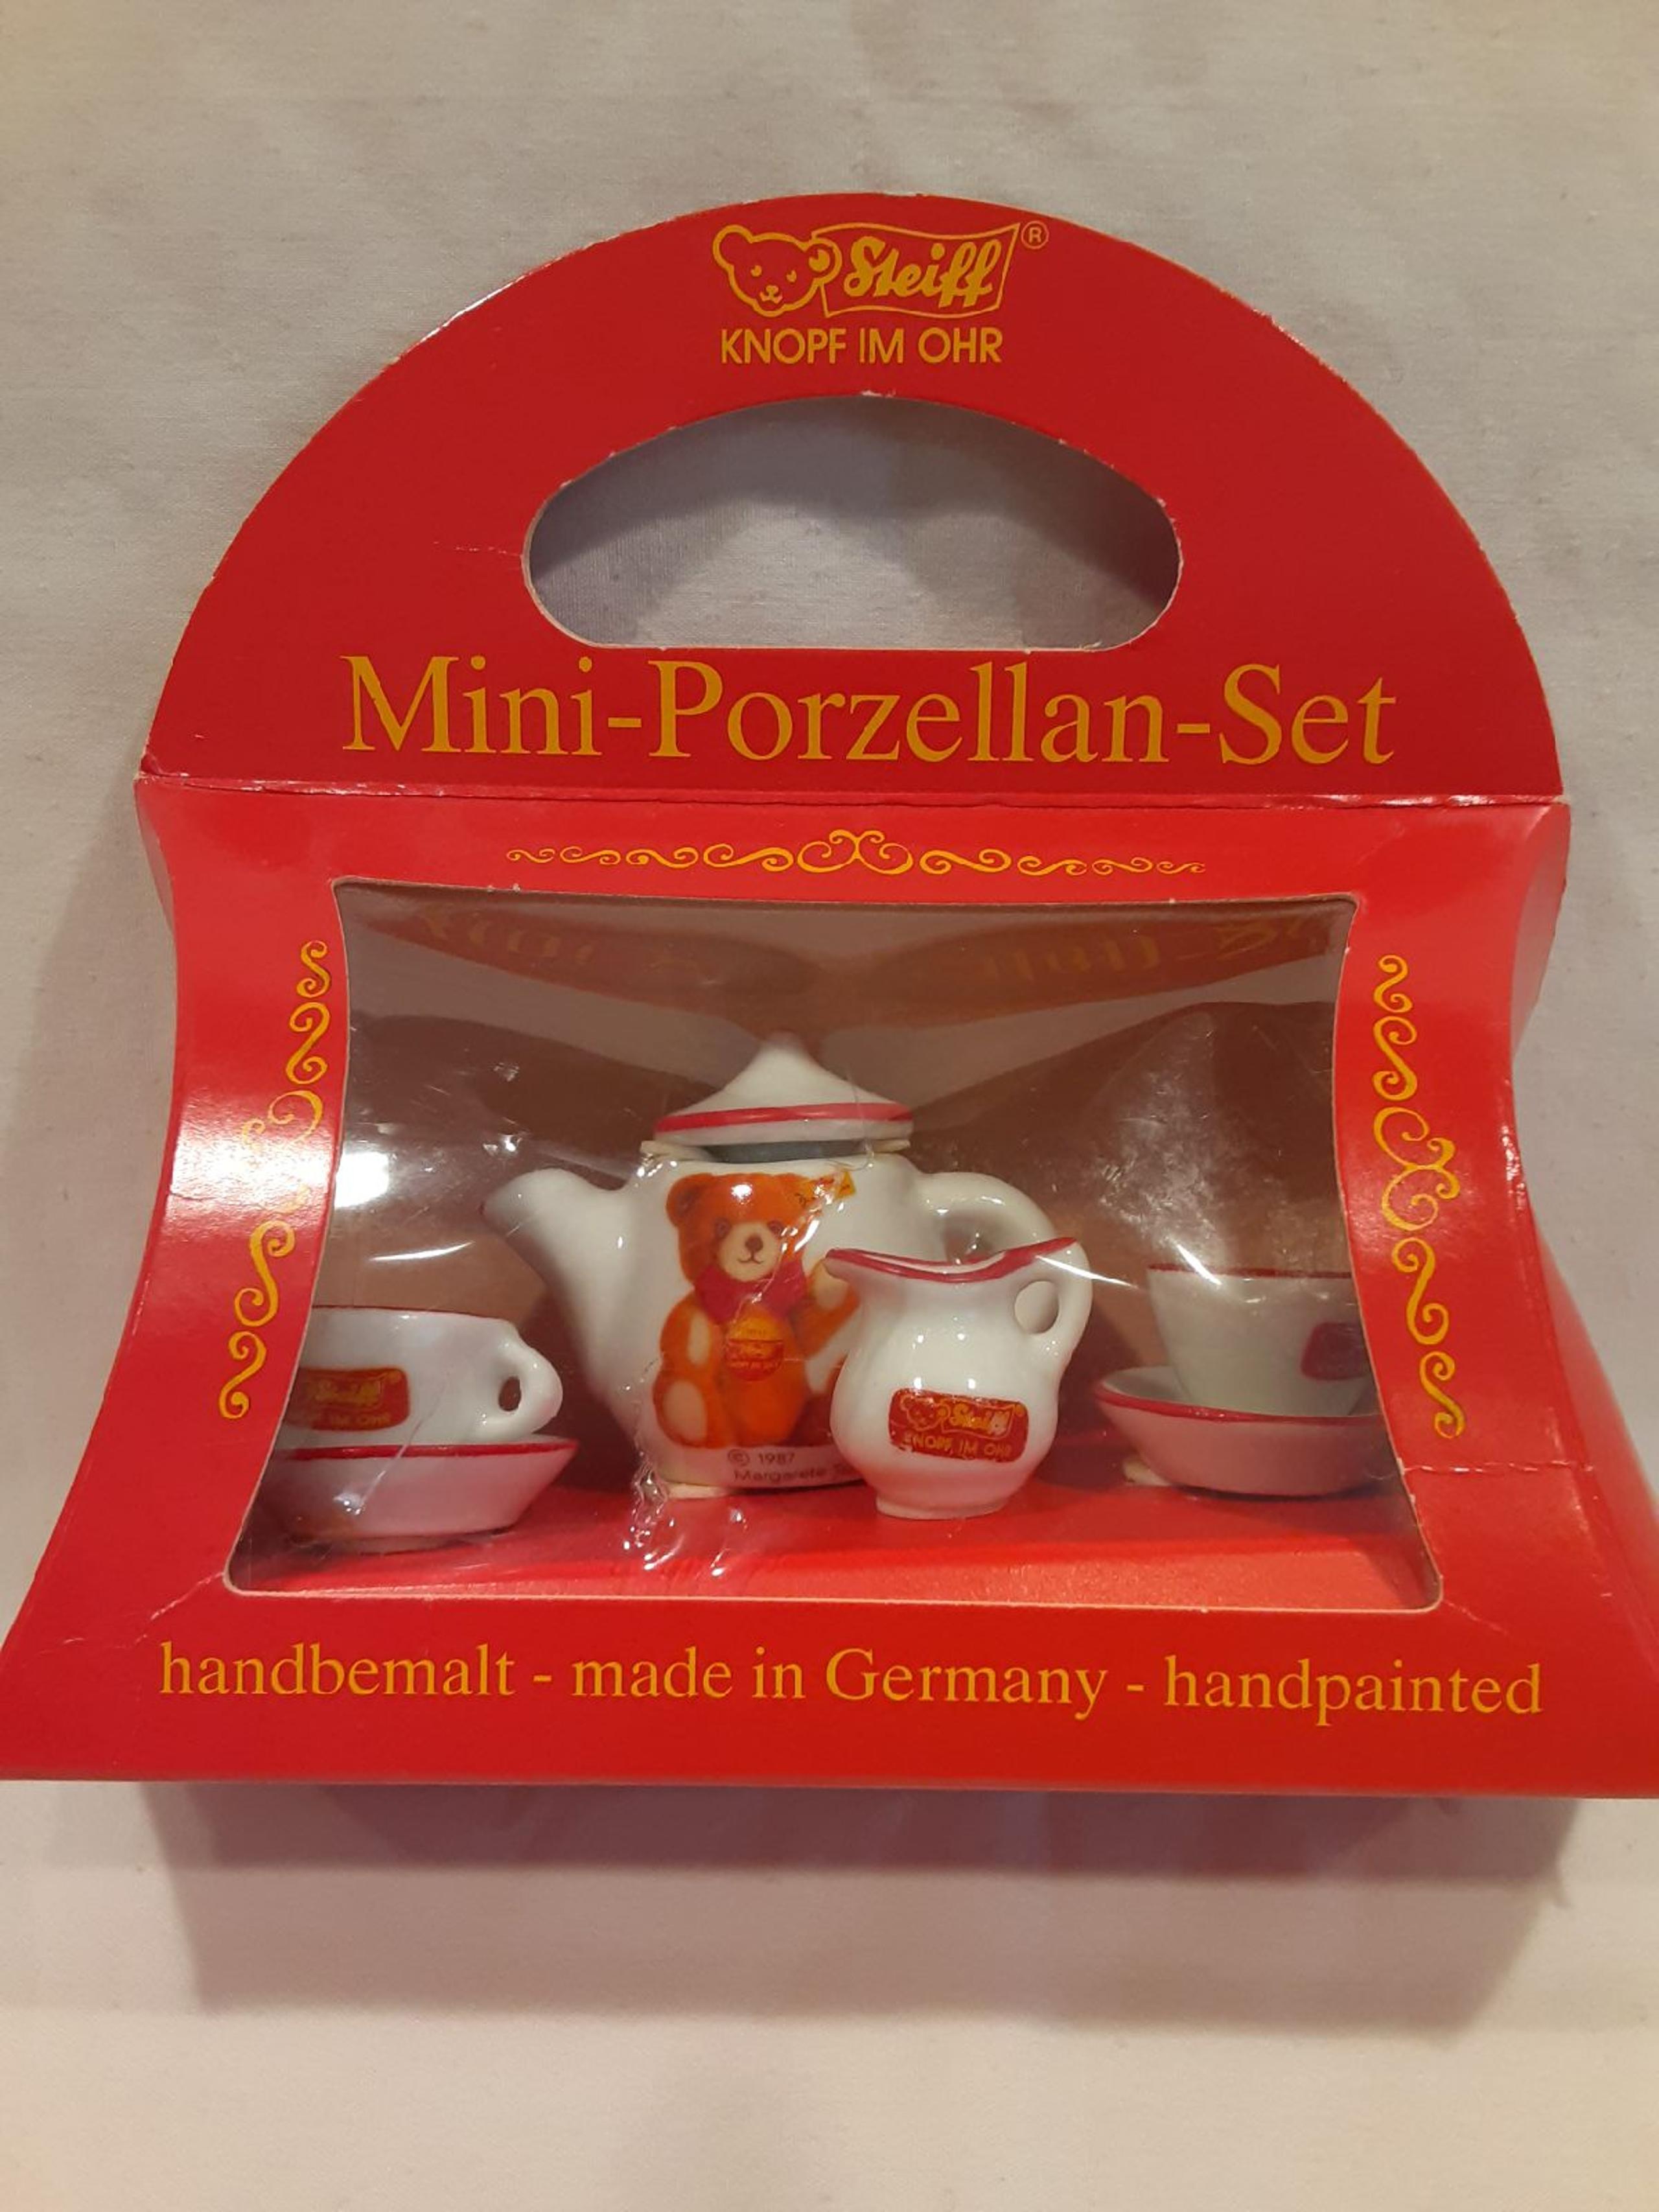 Steiff®
KNOPF IM OHR
Mini-Porzellan-Set
Steiff
IM OHR
© 1987
Margarete
Steiff
KNOPF IM OHR
handbemalt - made in Germany - handpainted